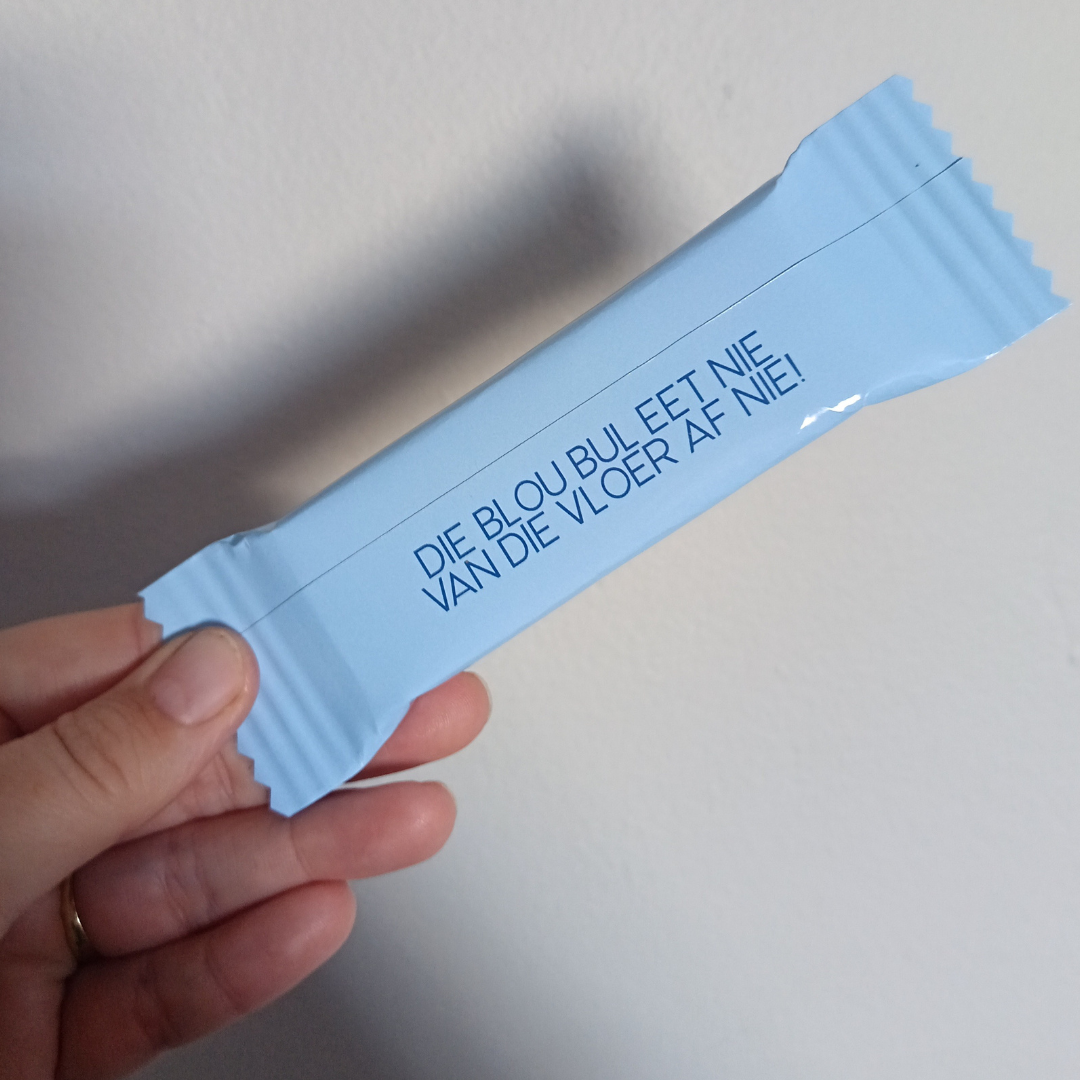 DIE BLOU BUL EET NIE
VAN DIE VLOER AF NIE!